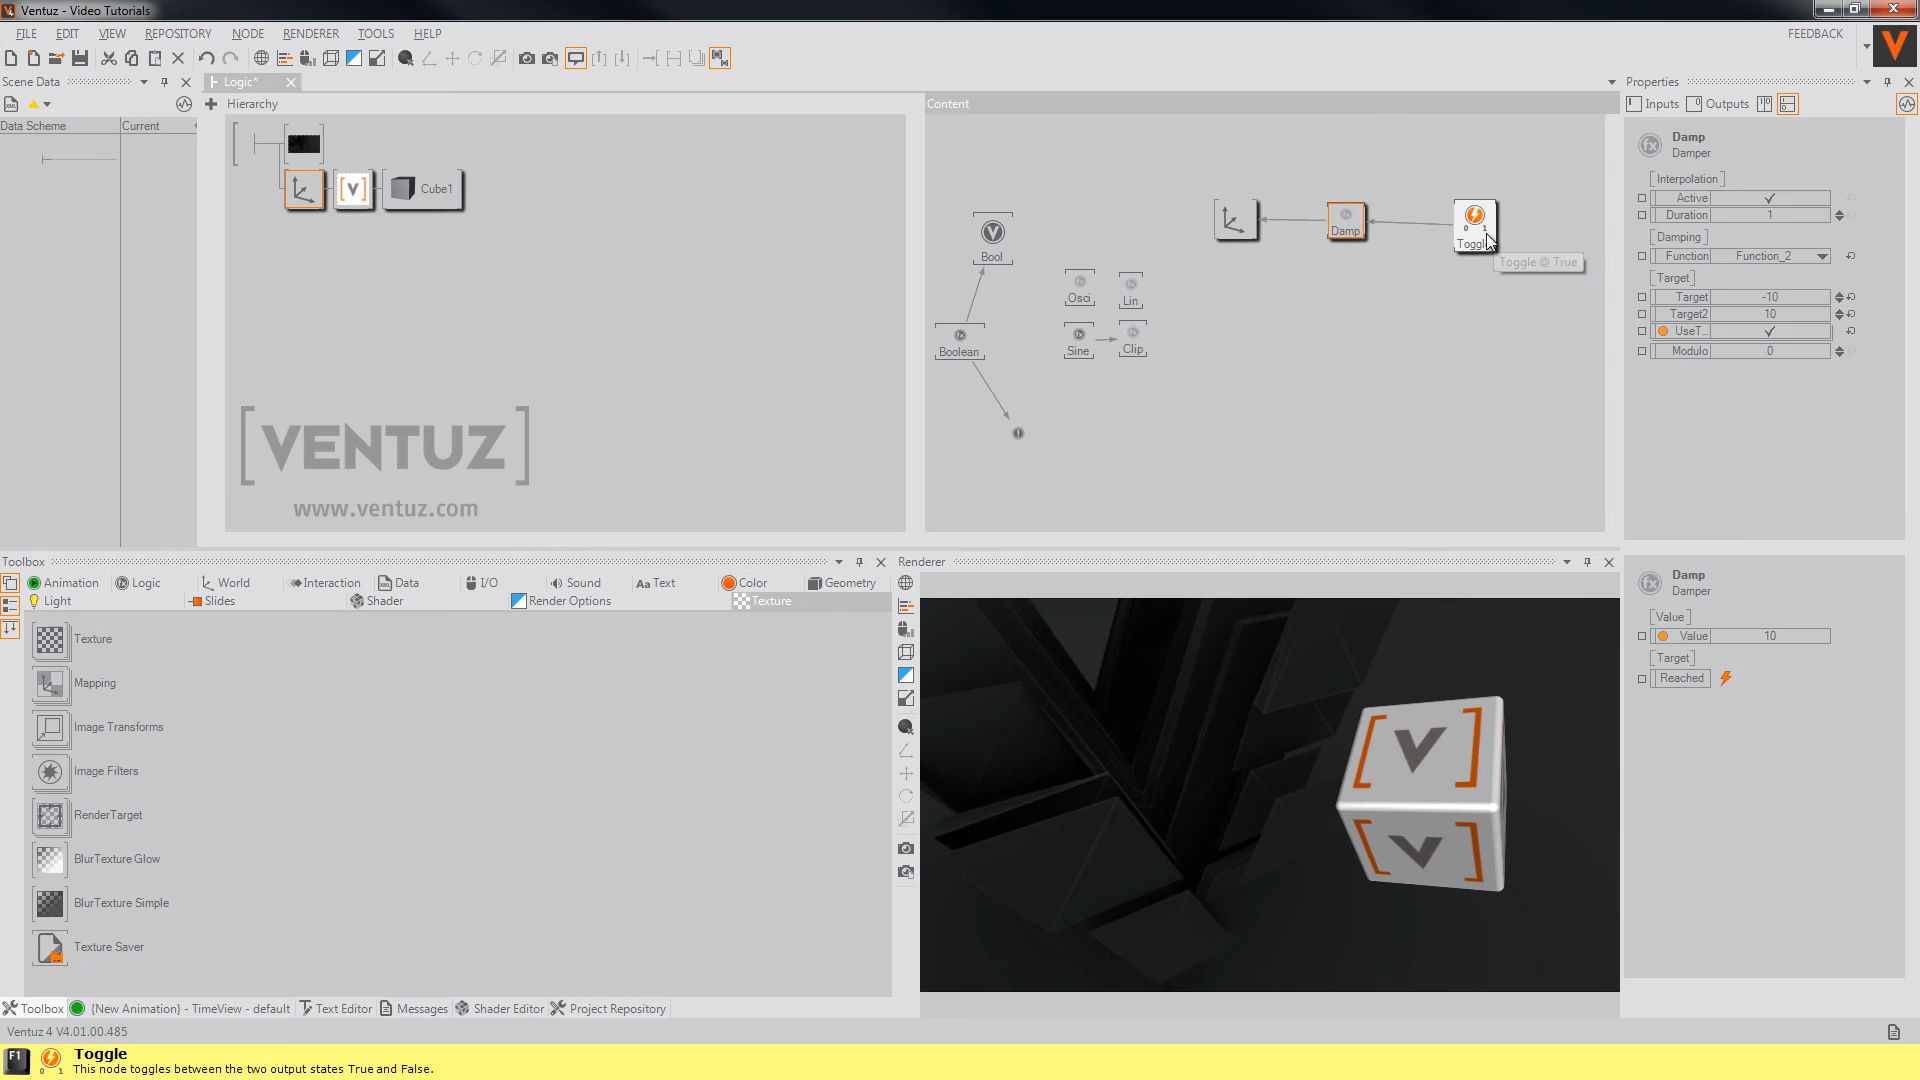 Ventuz - Video Tutorials
FILE EDIT VIEW REPOSITORY NODE RENDERER TOOLS HELP FEEDBACK
Scene Data
Logic*
Properties
Hierarchy
Content
Inputs Outputs
Data Scheme Current
Damp
Damper
[Interpolation]
Active
Duration 1
[Damping]
Function Function_2
[Target]
Target -10
Target2 10
UseT...
Modulo 0
Cube1
Bool
Boolean
Osci
Lin
Sine
Clip
Damp
Toggle
Toggle @ True
[VENTUZ]
www.ventuz.com
Toolbox
Renderer
Animation Logic World Interaction Data I/O Sound Aa Text Color Geometry
Light Slides Shader Render Options Texture
Texture
Mapping
Image Transforms
Image Filters
RenderTarget
BlurTexture Glow
BlurTexture Simple
Texture Saver
Damp
Damper
[Value]
Value 10
[Target]
Reached
[V]
[V]
Toolbox {New Animation} - TimeView - default Text Editor Messages Shader Editor Project Repository
Ventuz 4 V4.01.00.485
F1
0 1
Toggle
This node toggles between the two output states True and False.